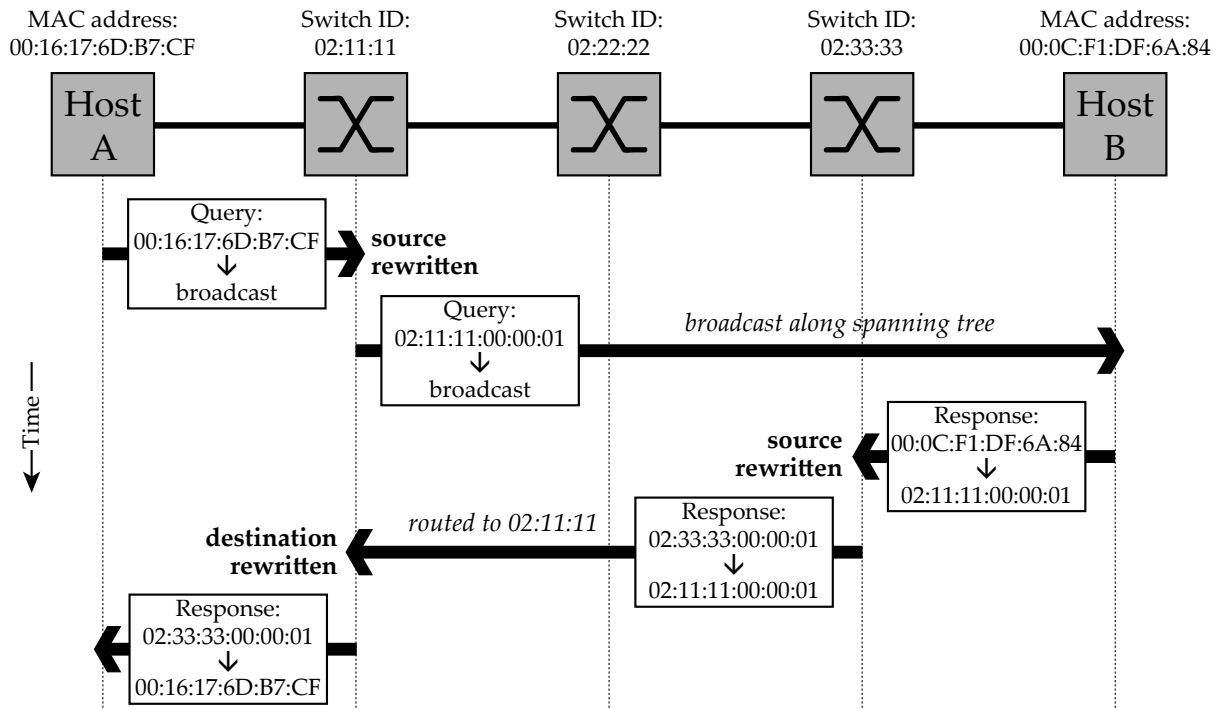 MAC address:
00:16:17:6D:B7:CF
Switch ID:
02:11:11
Switch ID:
02:22:22
Switch ID:
02:33:33
MAC address:
00:0C:F1:DF:6A:84
Host
A
Host
B
Query:
00:16:17:6D:B7:CF
broadcast
source
rewritten
Query:
02:11:11:00:00:01
broadcast
broadcast along spanning tree
Time
Response:
00:0C:F1:DF:6A:84
02:11:11:00:00:01
source
rewritten
Response:
02:33:33:00:00:01
02:11:11:00:00:01
routed to 02:11:11
destination
rewritten
Response:
02:33:33:00:00:01
00:16:17:6D:B7:CF